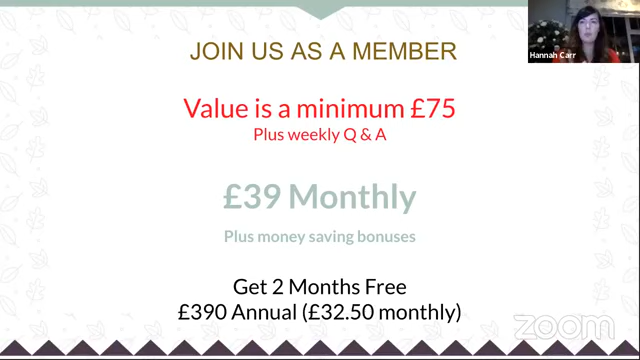 JOIN US AS A MEMBER
Hannah Carr
Value is a minimum £75
Plus weekly Q & A
£39 Monthly
Plus money saving bonuses
Get 2 Months Free
£390 Annual (£32.50 monthly)
zoom